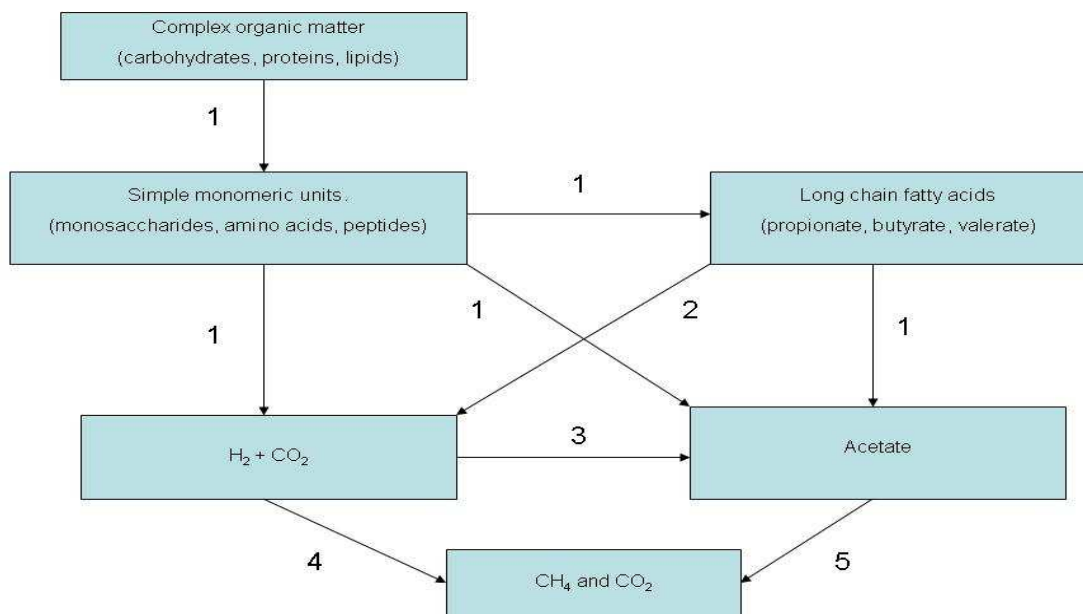 Complex organic matter
(carbohydrates, proteins, lipids)
1
Simple monomeric units.
(monosaccharides, amino acids, peptides)
1
Long chain fatty acids
(propionate, butyrate, valerate)
1
1
2
1
H₂ + CO₂
3
Acetate
4
CH₄ and CO₂
5